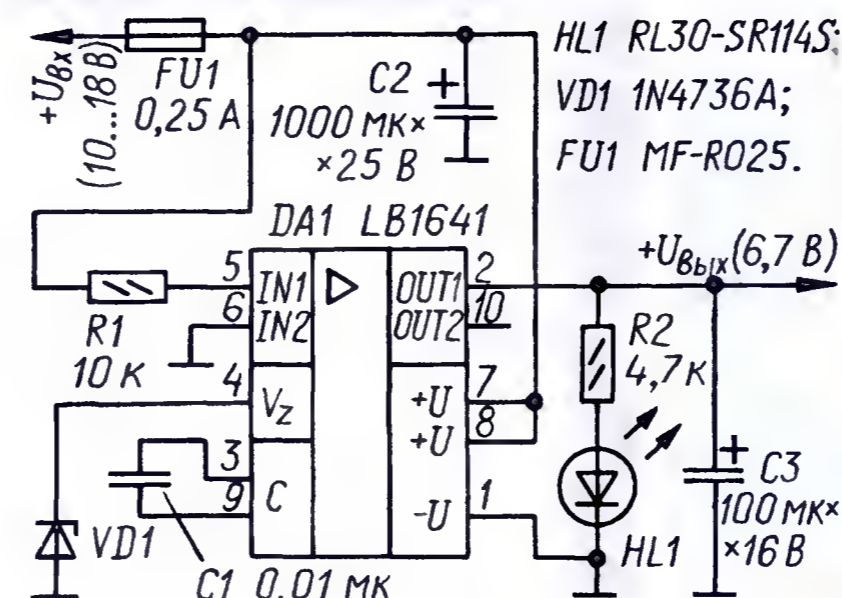 +Uвх
(10...18 В)
FU1
0,25 А
C2 +
1000 мк×
×25 В
HL1 RL30-SR114S;
VD1 1N4736A;
FU1 MF-R025.
DA1 LB1641
+Uвых (6,7 В)
R1
10 к
5
6
4
3
9
IN1
IN2
VZ
C
▷
OUT1
OUT2
+U
+U
-U
2
10
7
8
1
R2
4,7 к
VD1
C1 0,01 мк
HL1
+
C3
100 мк×
×16 В